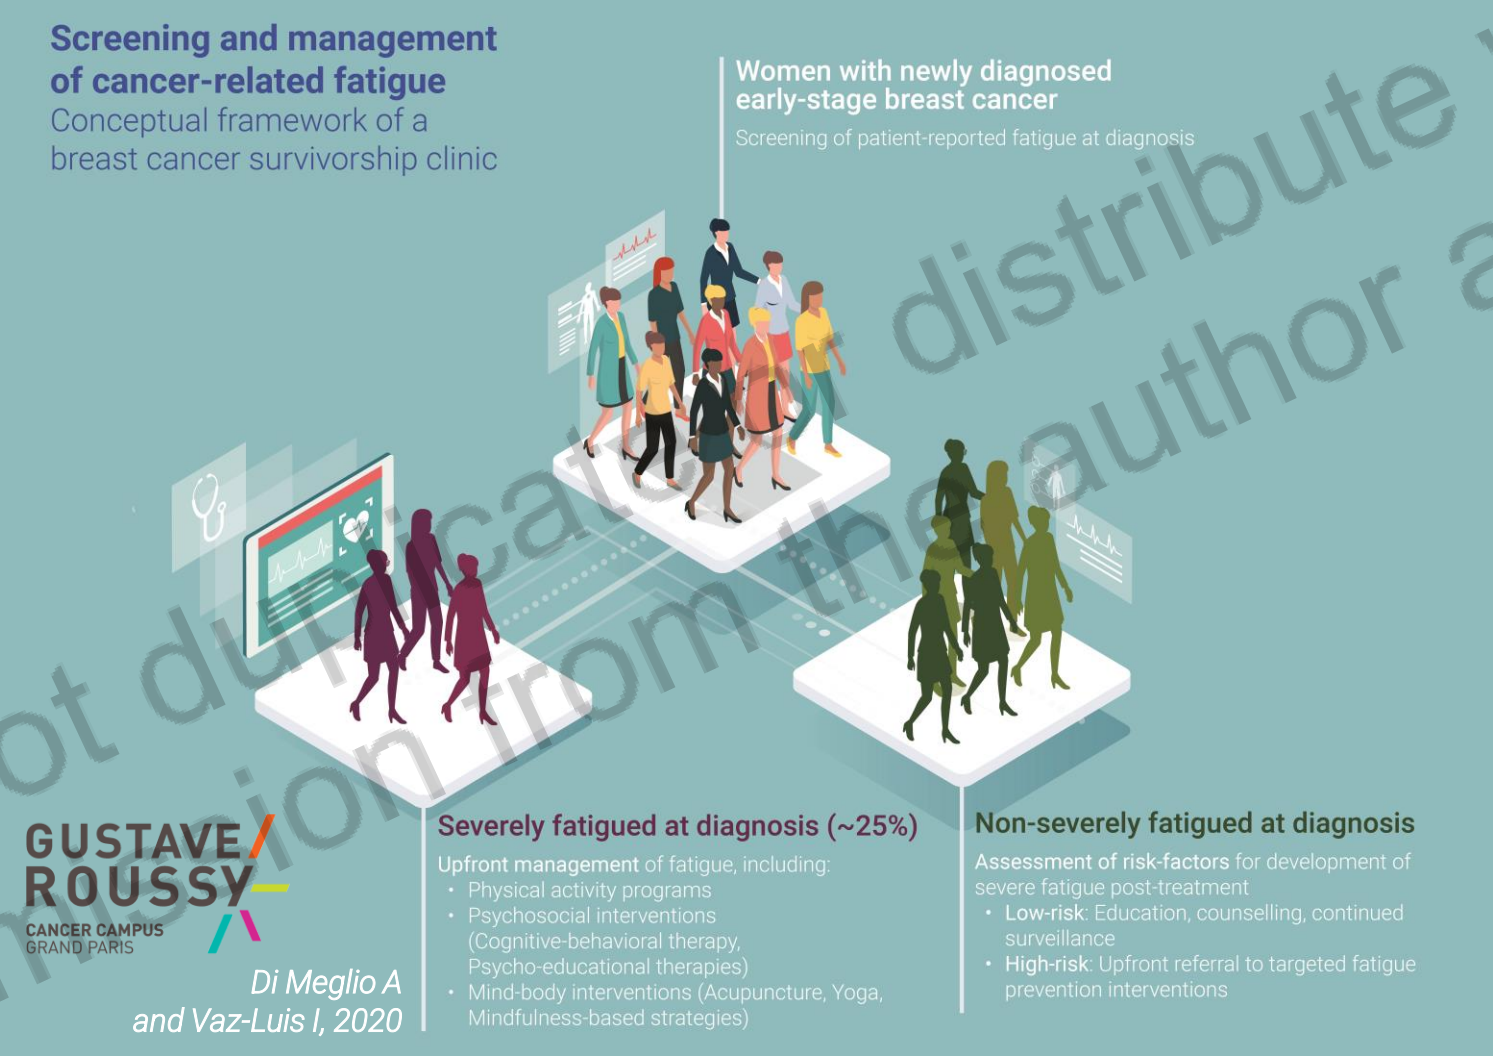 Screening and management
of cancer-related fatigue
Conceptual framework of a
breast cancer survivorship clinic
Women with newly diagnosed
early-stage breast cancer
Screening of patient-reported fatigue at diagnosis
Severely fatigued at diagnosis (~25%)
Upfront management of fatigue, including:
• Physical activity programs
• Psychosocial interventions
(Cognitive-behavioral therapy,
Psycho-educational therapies)
• Mind-body interventions (Acupuncture, Yoga,
Mindfulness-based strategies)
Non-severely fatigued at diagnosis
Assessment of risk-factors for development of
severe fatigue post-treatment
• Low-risk: Education, counselling, continued
surveillance
• High-risk: Upfront referral to targeted fatigue
prevention interventions
GUSTAVE
ROUSSY
CANCER CAMPUS
GRAND PARIS
Di Meglio A
and Vaz-Luis I, 2020
ot duplicate or distribute
mission from the author a